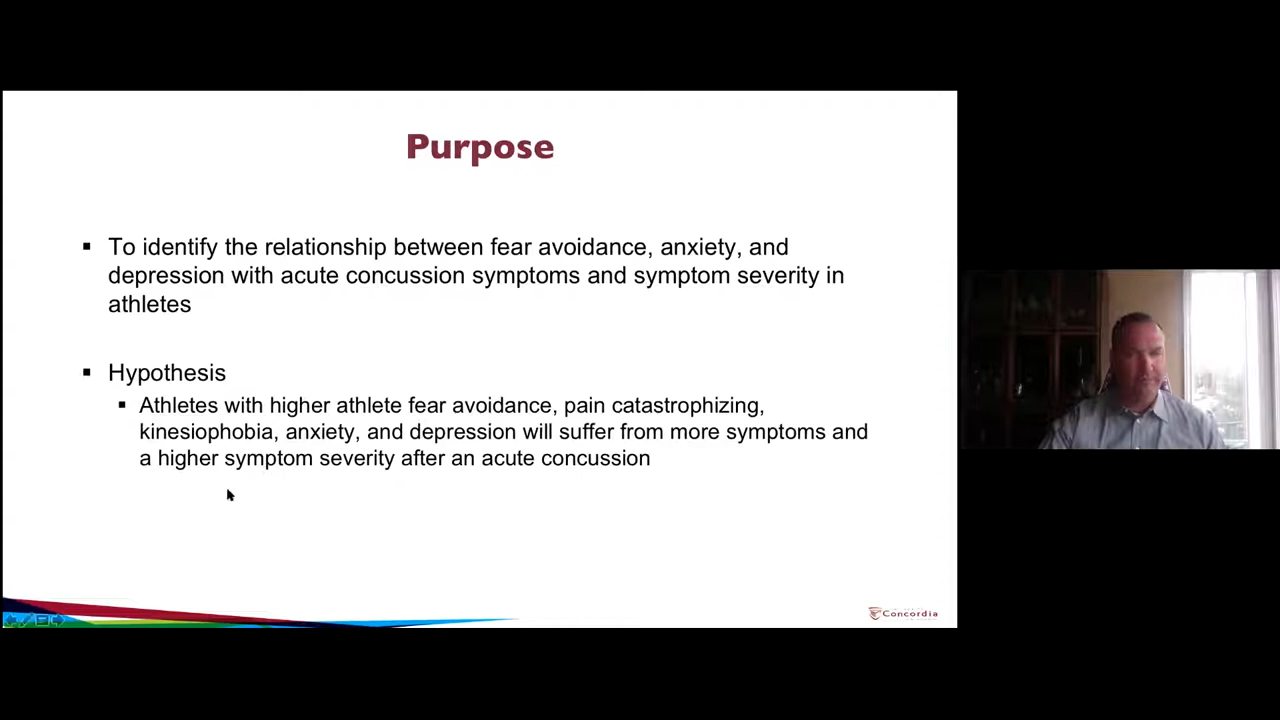 Purpose
▪ To identify the relationship between fear avoidance, anxiety, and
depression with acute concussion symptoms and symptom severity in
athletes
▪ Hypothesis
▪ Athletes with higher athlete fear avoidance, pain catastrophizing,
kinesiophobia, anxiety, and depression will suffer from more symptoms and
a higher symptom severity after an acute concussion
Concordia